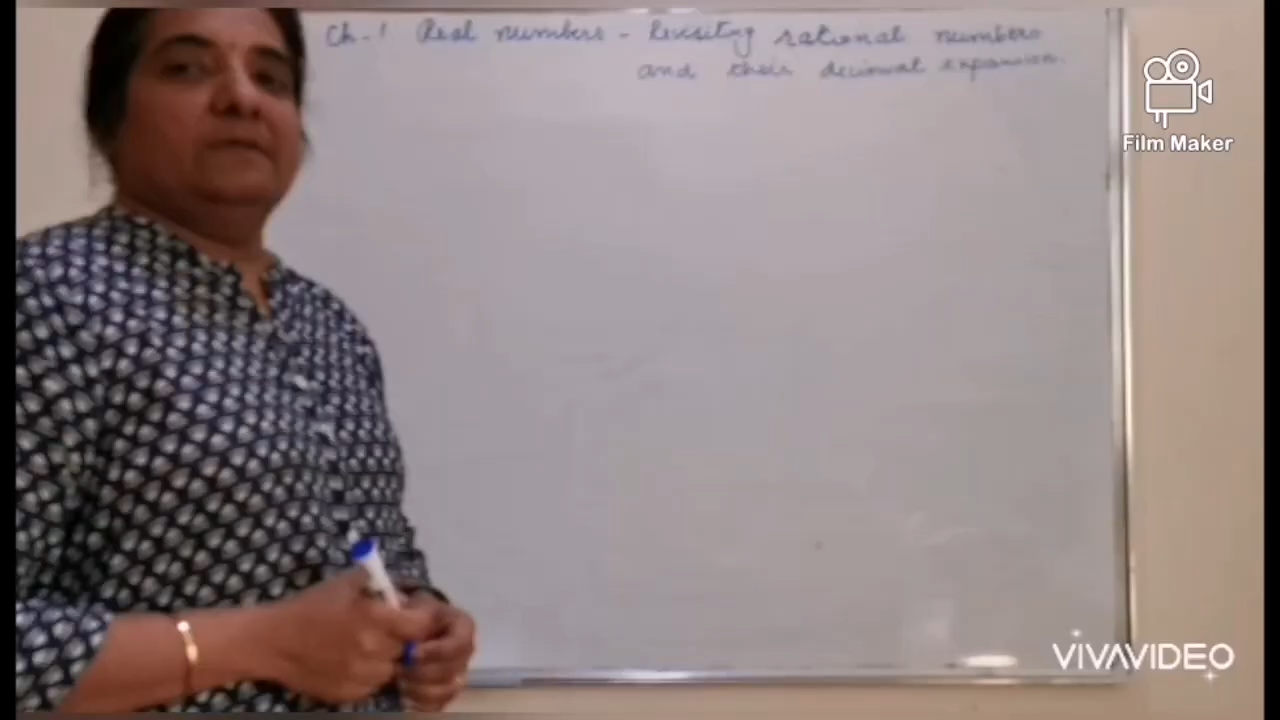 Ch-1 Real numbers - Revisiting rational numbers
and their decimal expansion.
Film Maker
VIVAVIDEO